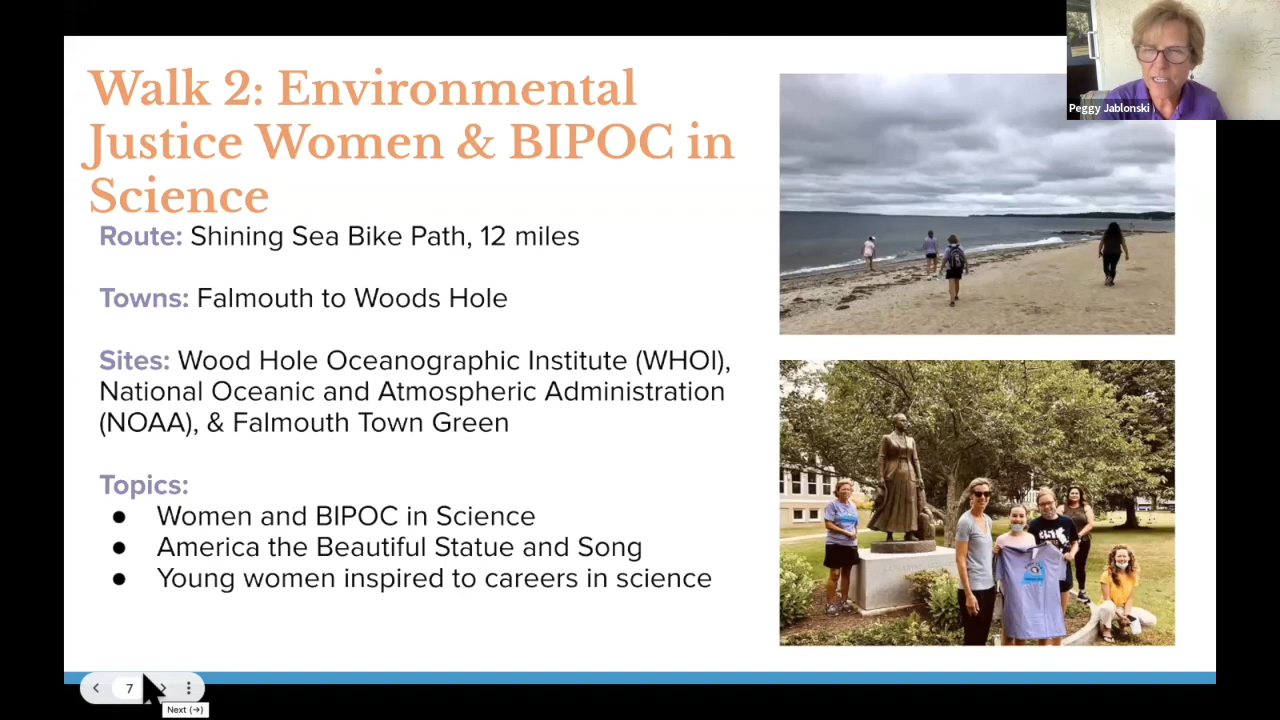 Walk 2: Environmental
Justice Women & BIPOC in
Science
Route: Shining Sea Bike Path, 12 miles
Towns: Falmouth to Woods Hole
Sites: Wood Hole Oceanographic Institute (WHOI),
National Oceanic and Atmospheric Administration
(NOAA), & Falmouth Town Green
Topics:
● Women and BIPOC in Science
● America the Beautiful Statue and Song
● Young women inspired to careers in science
Peggy Jablonski
7
Next (→)